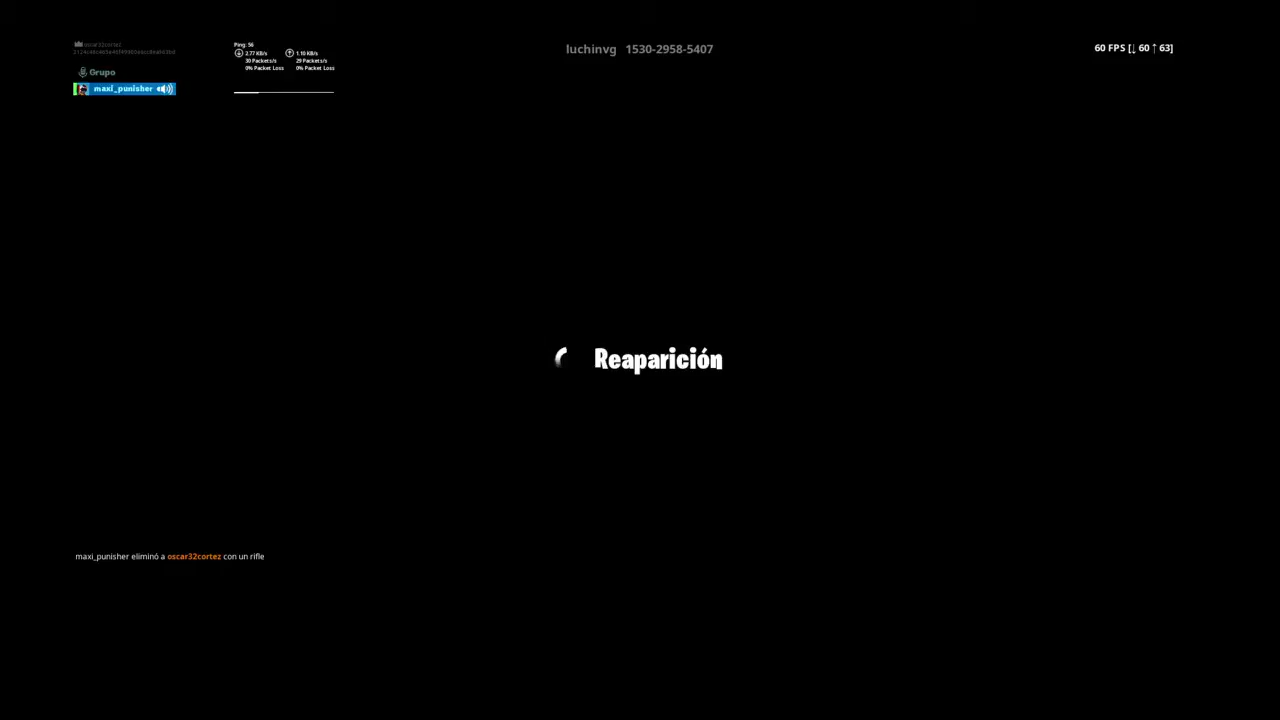 oscar32cortez
Grupo
maxi_punisher
Ping: 56
2.77 KB/s 1.10 KB/s
30 Packets/s 29 Packets/s
0% Packet Loss 0% Packet Loss
luchinvg 1530-2958-5407
60 FPS [↓ 60 ↑ 63]
Reaparición
maxi_punisher eliminó a oscar32cortez con un rifle